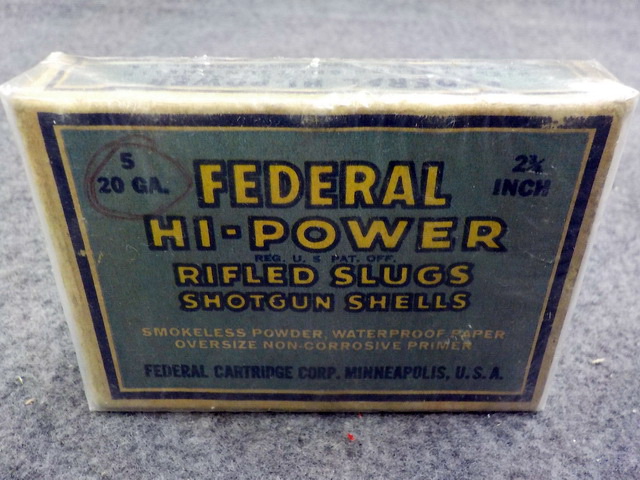 5
20 GA.
2¾
INCH
FEDERAL
HI-POWER
REG. U. S. PAT. OFF.
RIFLED SLUGS
SHOTGUN SHELLS
SMOKELESS POWDER, WATERPROOF PAPER
OVERSIZE NON-CORROSIVE PRIMER
FEDERAL CARTRIDGE CORP. MINNEAPOLIS, U.S.A.